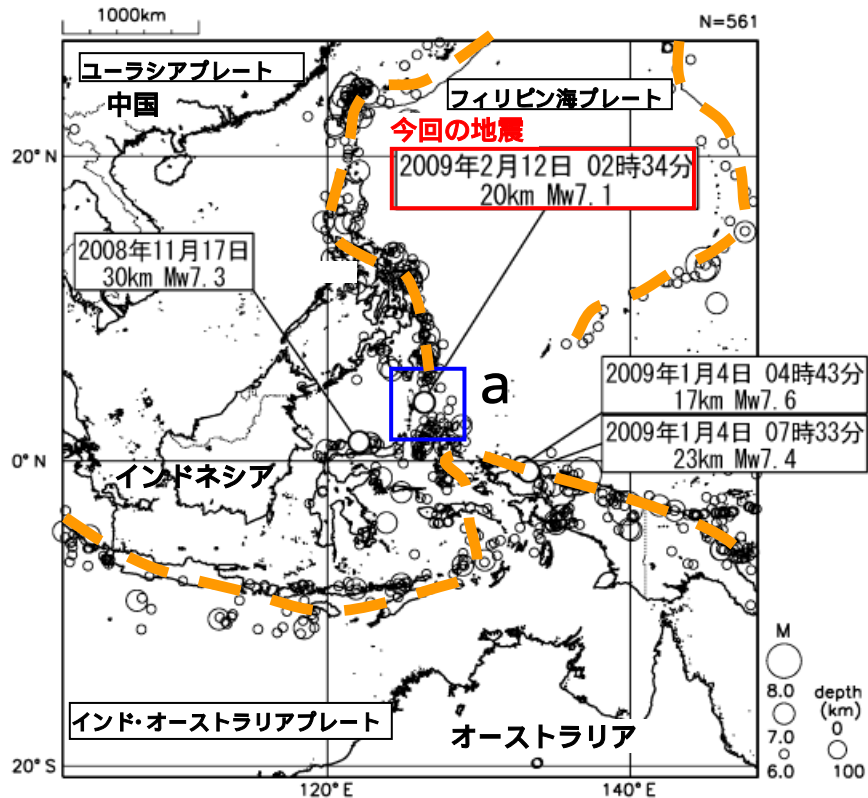 1000km
N=561
ユーラシアプレート
中国
フィリピン海プレート
今回の地震
20°N
2009年2月12日 02時34分
20km Mw7.1
2008年11月17日
30km Mw7.3
a
2009年1月4日 04時43分
17km Mw7.6
2009年1月4日 07時33分
23km Mw7.4
0°N
インドネシア
インド・オーストラリアプレート
オーストラリア
M
8.0
7.0
6.0
depth
(km)
0
100
20°S
120°E
140°E